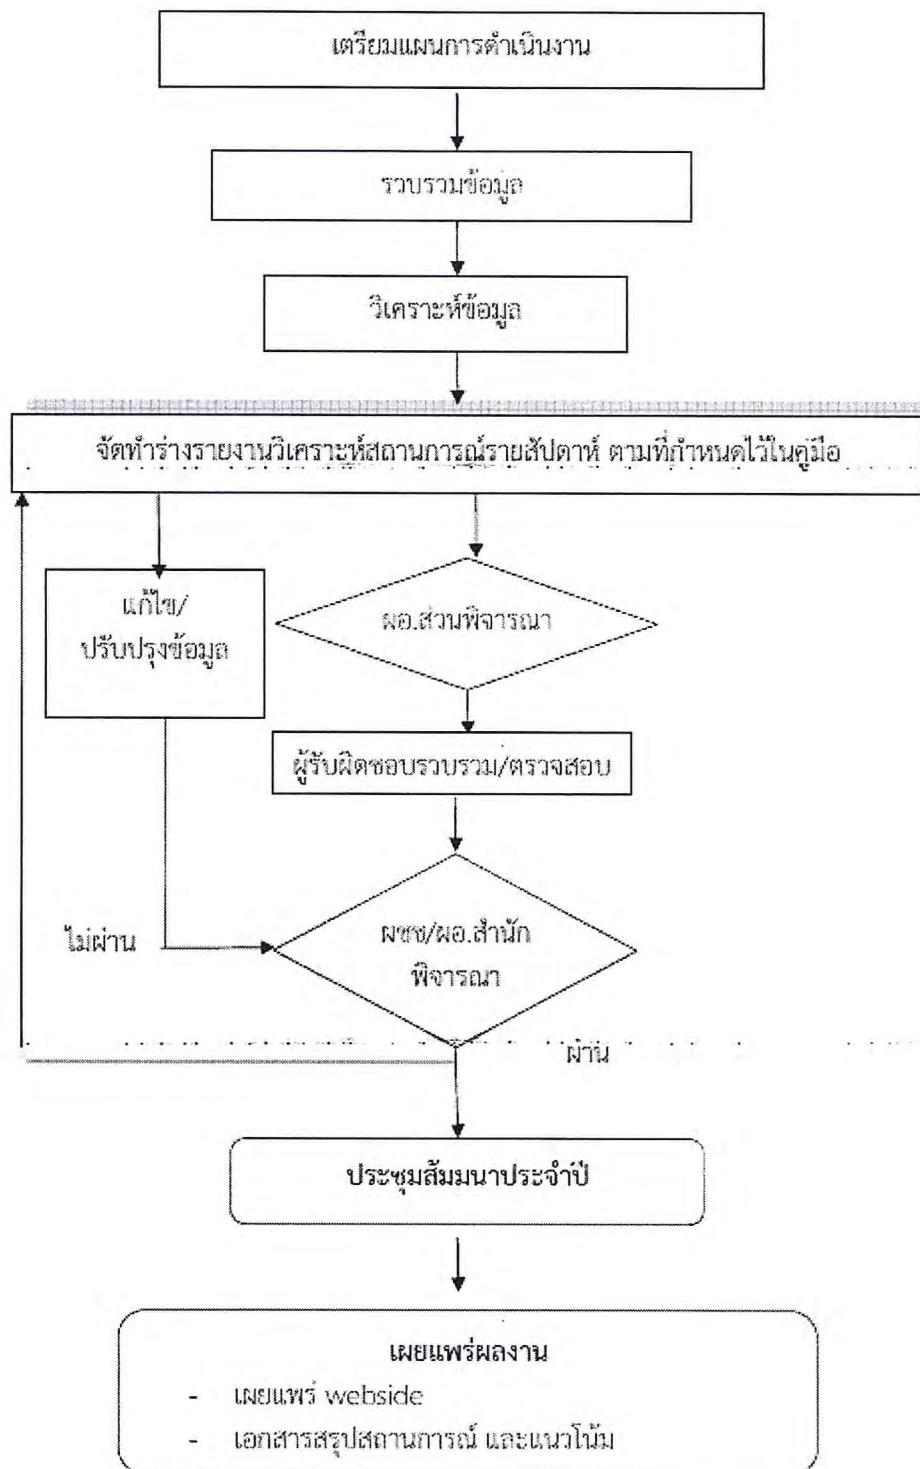 เตรียมแผนการดำเนินงาน
รวบรวมข้อมูล
วิเคราะห์ข้อมูล
จัดทำร่างรายงานวิเคราะห์สถานการณ์รายสัปดาห์ ตามที่กำหนดไว้ในคู่มือ
แก้ไข/
ปรับปรุงข้อมูล
ผอ.ส่วนพิจารณา
ผู้รับผิดชอบรวบรวม/ตรวจสอบ
ไม่ผ่าน
ผชช/ผอ.สำนัก
พิจารณา
ผ่าน
ประชุมสัมมนาประจำปี
เผยแพร่ผลงาน
- เผยแพร่ webside
- เอกสารสรุปสถานการณ์ และแนวโน้ม